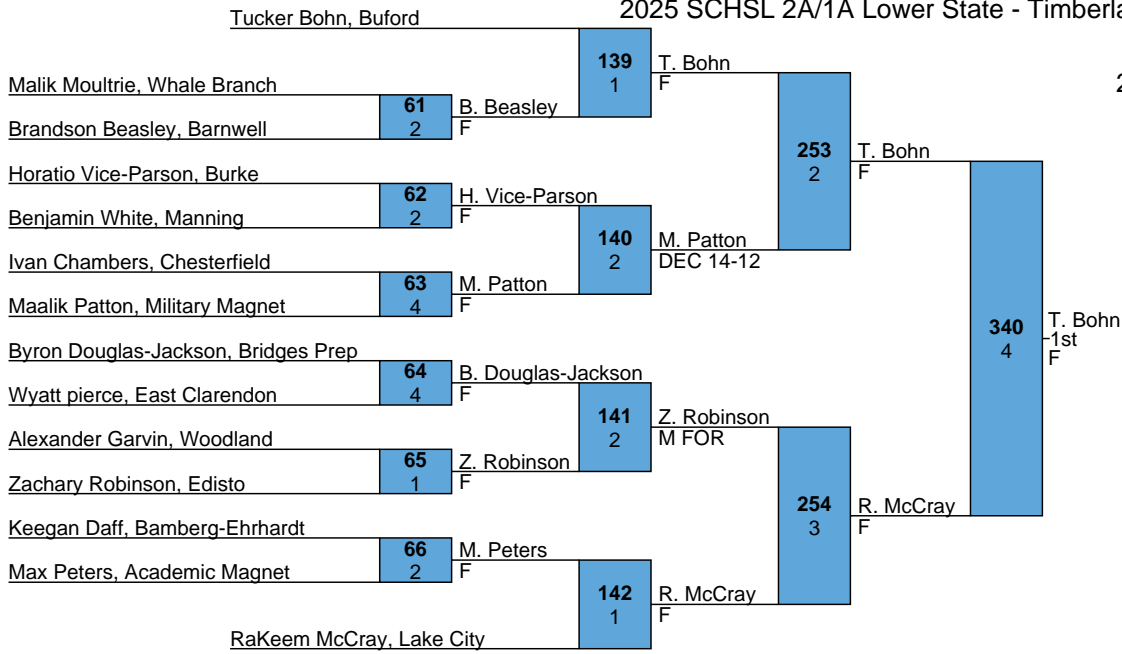 2025 SCHSL 2A/1A Lower State - Timberla
2
Tucker Bohn, Buford
139
1
T. Bohn
F
Malik Moultrie, Whale Branch
61
2
B. Beasley
F
Brandson Beasley, Barnwell
253
2
T. Bohn
F
Horatio Vice-Parson, Burke
62
2
H. Vice-Parson
F
Benjamin White, Manning
140
2
M. Patton
DEC 14-12
Ivan Chambers, Chesterfield
63
4
M. Patton
F
Maalik Patton, Military Magnet
340
4
T. Bohn
1st
F
Byron Douglas-Jackson, Bridges Prep
64
4
B. Douglas-Jackson
F
Wyatt pierce, East Clarendon
141
2
Z. Robinson
M FOR
Alexander Garvin, Woodland
65
1
Z. Robinson
F
Zachary Robinson, Edisto
254
3
R. McCray
F
Keegan Daff, Bamberg-Ehrhardt
66
2
M. Peters
F
Max Peters, Academic Magnet
142
1
R. McCray
F
RaKeem McCray, Lake City